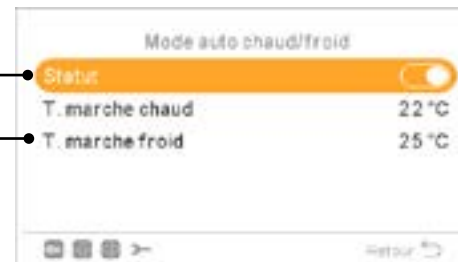 Mode auto chaud/froid
Statut
T. marche chaud 22 °C
T. marche froid 25 °C
Retour